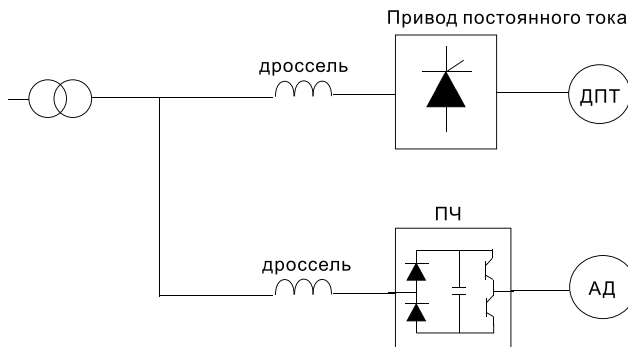 Привод постоянного тока
дроссель
ДПТ
ПЧ
дроссель
АД